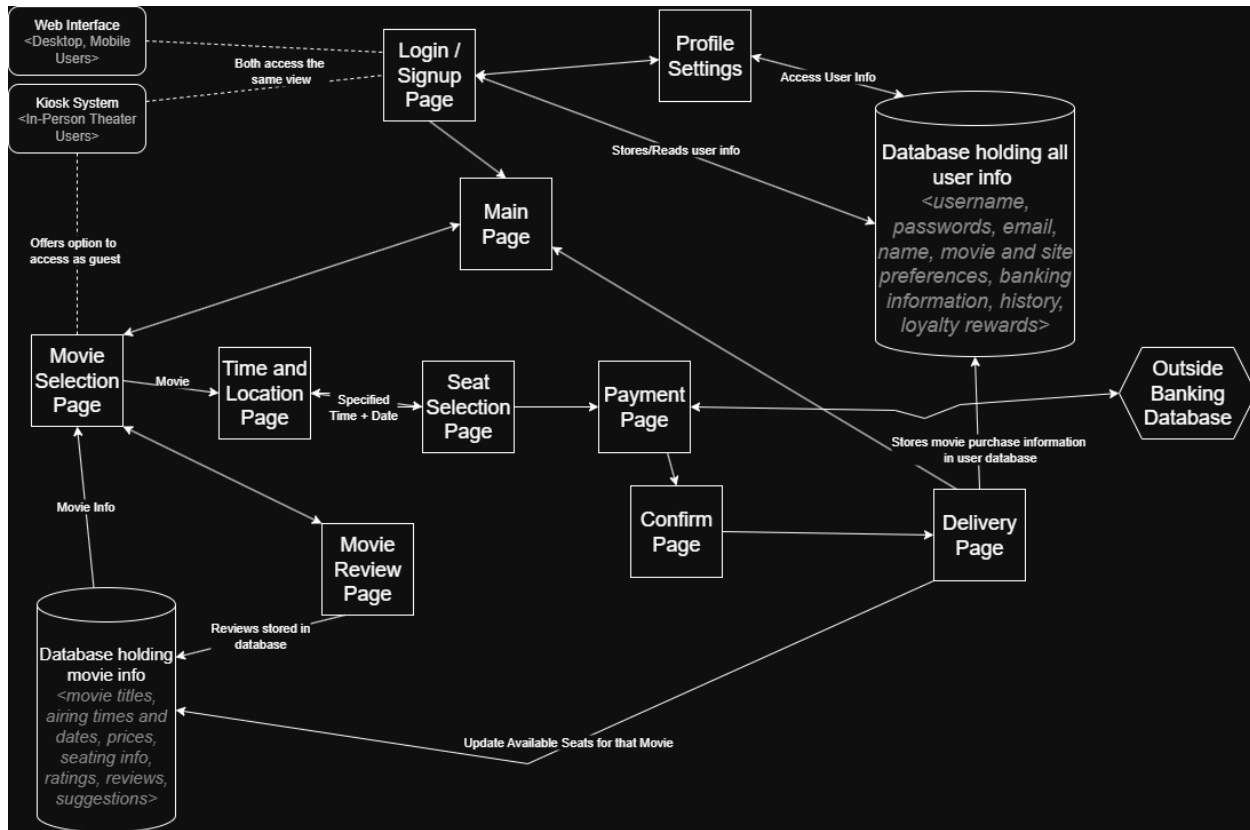 Web Interface
<Desktop, Mobile
Users>
Kiosk System
<In-Person Theater
Users>
Both access the
same view
Login /
Signup
Page
Profile
Settings
Access User Info
Stores/Reads user info
Database holding all
user info
<username,
passwords, email,
name, movie and site
preferences, banking
information, history,
loyalty rewards>
Main
Page
Offers option to
access as guest
Movie
Selection
Page
Movie
Time and
Location
Page
Specified
Time + Date
Seat
Selection
Page
Payment
Page
Outside
Banking
Database
Stores movie purchase information
in user database
Confirm
Page
Delivery
Page
Movie Info
Movie
Review
Page
Reviews stored in
database
Database holding
movie info
<movie titles,
airing times and
dates, prices,
seating info,
ratings, reviews,
suggestions>
Update Available Seats for that Movie